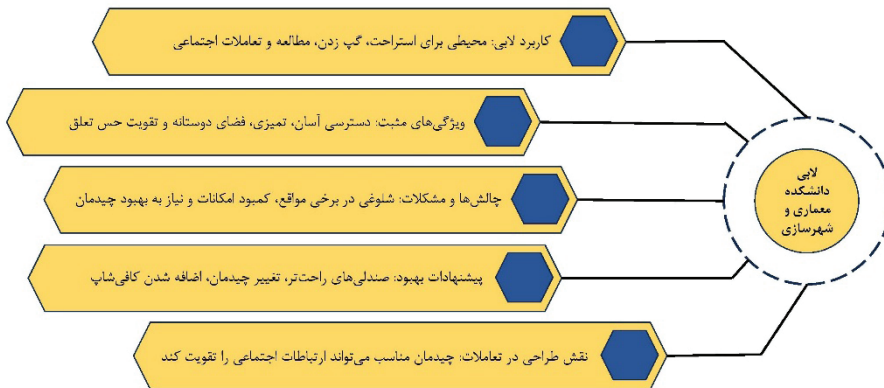 کاربرد لابی: محیطی برای استراحت، گپ زدن، مطالعه و تعاملات اجتماعی
ویژگی‌های مثبت: دسترسی آسان، تمیزی، فضای دوستانه و تقویت حس تعلق
چالش‌ها و مشکلات: شلوغی در برخی مواقع، کمبود امکانات و نیاز به بهبود چیدمان
پیشنهادات بهبود: صندلی‌های راحت‌تر، تغییر چیدمان، اضافه شدن کافی‌شاپ
نقش طراحی در تعاملات: چیدمان مناسب می‌تواند ارتباطات اجتماعی را تقویت کند
لابی
دانشکده
معماری و
شهرسازی